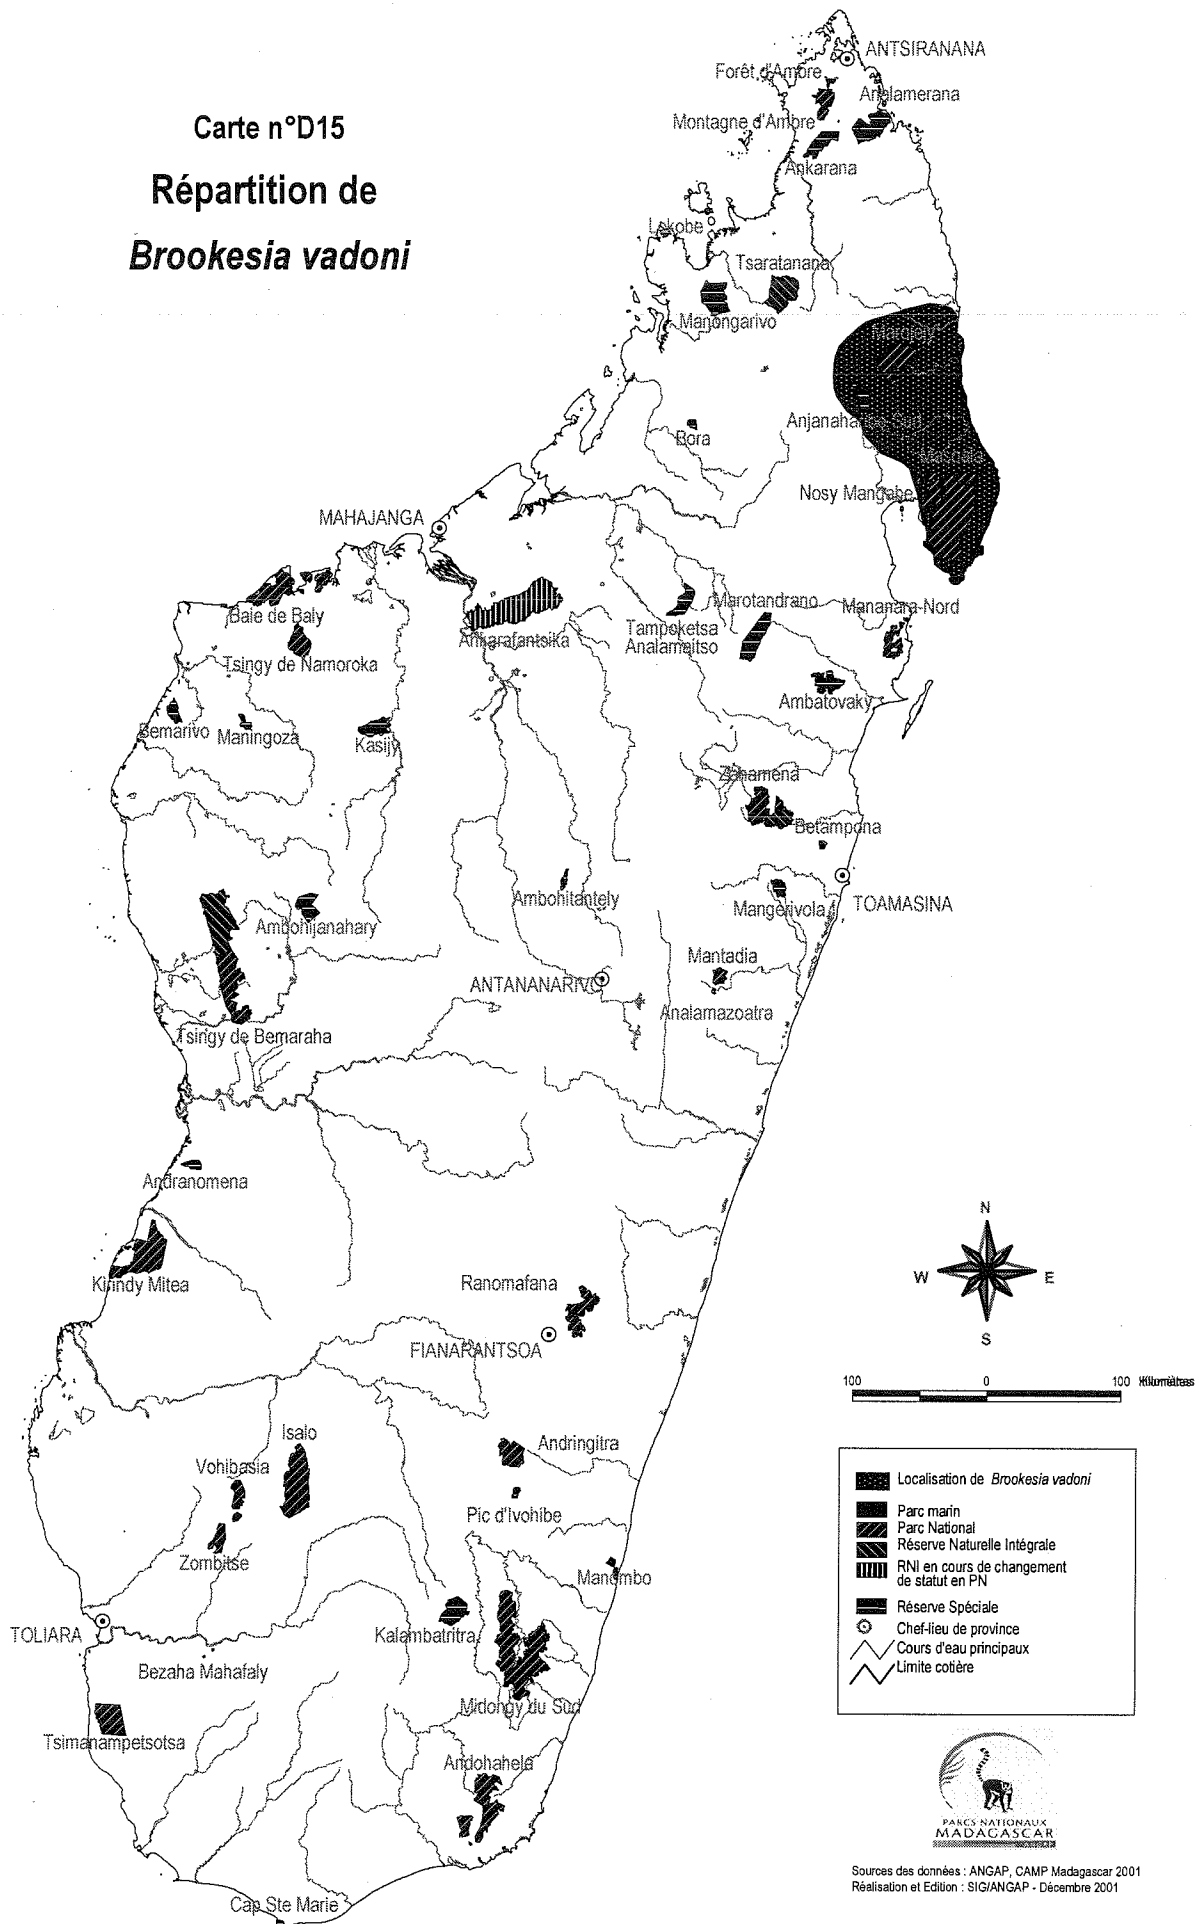 Carte n°D15
Répartition de
Brookesia vadoni
ANTSIRANANA
Forêt d'Ambre
Analamerana
Montagne d'Ambre
Ankarana
Lokobe
Tsaratanana
Manongarivo
Marojejy
Anjanaharibe-Sud
Bora
Masoala
Nosy Mangabe
MAHAJANGA
Baie de Baly
Ankarafantsika
Tampoketsa
Analamaitso
Marotandrano
Mananara-Nord
Tsingy de Namoroka
Ambatovaky
Bemarivo
Maningoza
Kasijy
Zahamena
Betampona
Ambohitantely
Mangerivola
TOAMASINA
Ambohijanahary
Mantadia
ANTANANARIVO
Analamazoatra
Tsingy de Bemaraha
Andranomena
Kirindy Mitea
Ranomafana
FIANARANTSOA
N
W
E
S
100 0 100 Kilomètres
Isalo
Andringitra
Vohibasia
Pic d'Ivohibe
Zombitse
Manombo
TOLIARA
Kalambatritra
Bezaha Mahafaly
Midongy du Sud
Tsimanampetsotsa
Andohahela
Cap Ste Marie
Localisation de Brookesia vadoni
Parc marin
Parc National
Réserve Naturelle Intégrale
RNI en cours de changement
de statut en PN
Réserve Spéciale
Chef-lieu de province
Cours d'eau principaux
Limite cotière
PARCS NATIONAUX
MADAGASCAR
Sources des données : ANGAP, CAMP Madagascar 2001
Réalisation et Edition : SIG/ANGAP - Décembre 2001